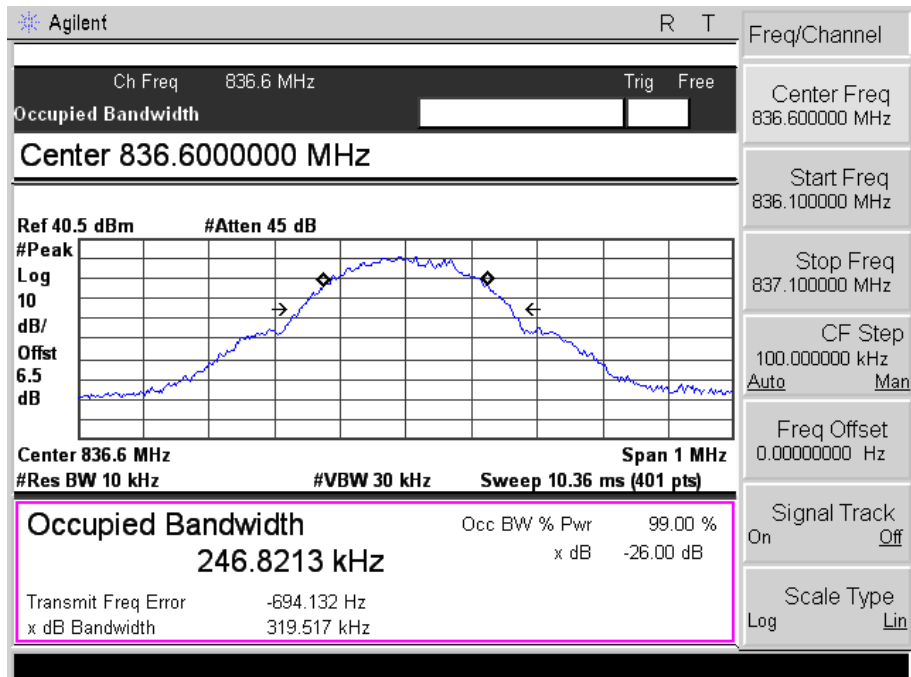 Agilent R T
Ch Freq 836.6 MHz Trig Free
Occupied Bandwidth
Center 836.6000000 MHz
Ref 40.5 dBm #Atten 45 dB
#Peak
Log
10
dB/
Offst
6.5
dB
Center 836.6 MHz Span 1 MHz
#Res BW 10 kHz #VBW 30 kHz Sweep 10.36 ms (401 pts)
Occupied Bandwidth
246.8213 kHz
Occ BW % Pwr 99.00 %
x dB -26.00 dB
Transmit Freq Error -694.132 Hz
x dB Bandwidth 319.517 kHz
Freq/Channel
Center Freq
836.600000 MHz
Start Freq
836.100000 MHz
Stop Freq
837.100000 MHz
CF Step
100.000000 kHz
Auto Man
Freq Offset
0.00000000 Hz
Signal Track
On Off
Scale Type
Log Lin